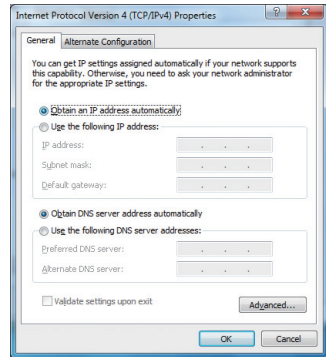 Internet Protocol Version 4 (TCP/IPv4) Properties
General Alternate Configuration
You can get IP settings assigned automatically if your network supports
this capability. Otherwise, you need to ask your network administrator
for the appropriate IP settings.
Obtain an IP address automatically
Use the following IP address:
IP address:
Subnet mask:
Default gateway:
Obtain DNS server address automatically
Use the following DNS server addresses:
Preferred DNS server:
Alternate DNS server:
Validate settings upon exit
Advanced...
OK Cancel